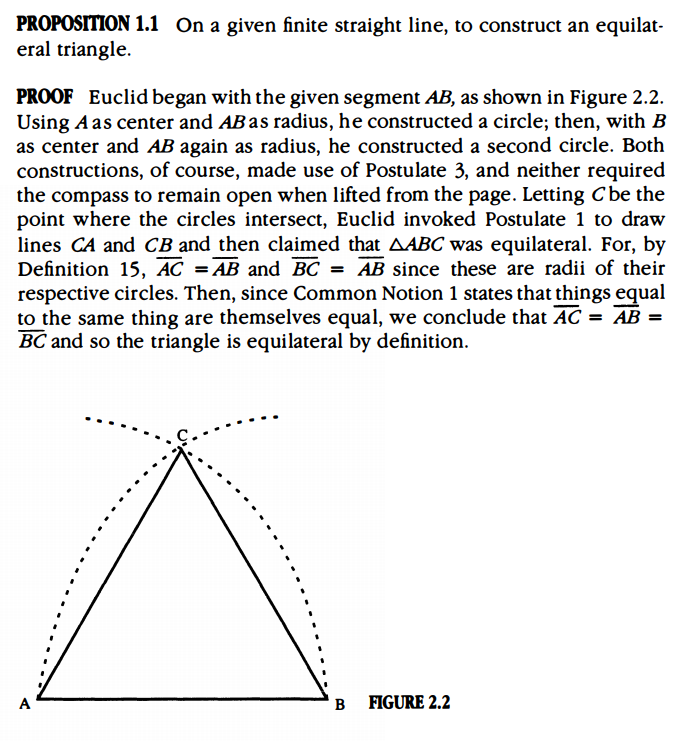 PROPOSITION 1.1 On a given finite straight line, to construct an equilat-
eral triangle.
PROOF Euclid began with the given segment AB, as shown in Figure 2.2.
Using A as center and AB as radius, he constructed a circle; then, with B
as center and AB again as radius, he constructed a second circle. Both
constructions, of course, made use of Postulate 3, and neither required
the compass to remain open when lifted from the page. Letting C be the
point where the circles intersect, Euclid invoked Postulate 1 to draw
lines CA and CB and then claimed that △ABC was equilateral. For, by
Definition 15, A̅C̅ = A̅B̅ and B̅C̅ = A̅B̅ since these are radii of their
respective circles. Then, since Common Notion 1 states that things equal
to the same thing are themselves equal, we conclude that A̅C̅ = A̅B̅ =
B̅C̅ and so the triangle is equilateral by definition.
C
A
B
FIGURE 2.2